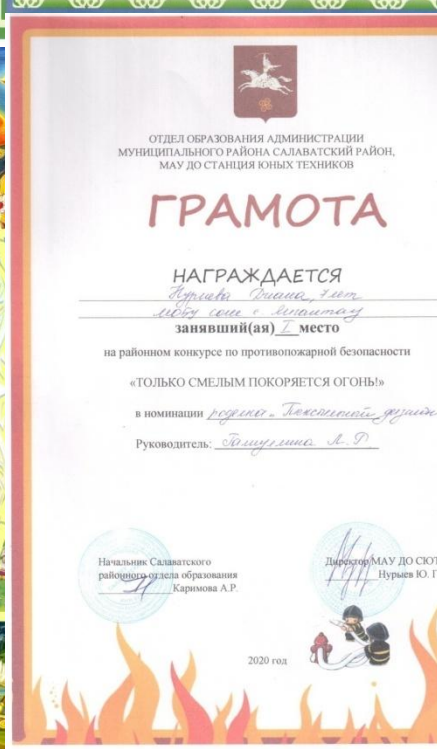 ОТДЕЛ ОБРАЗОВАНИЯ АДМИНИСТРАЦИИ
МУНИЦИПАЛЬНОГО РАЙОНА САЛАВАТСКИЙ РАЙОН,
МАУ ДО СТАНЦИЯ ЮНЫХ ТЕХНИКОВ
ГРАМОТА
НАГРАЖДАЕТСЯ
Диана, 7 лет
с.
занявший(ая) I место
на районном конкурсе по противопожарной безопасности
«ТОЛЬКО СМЕЛЫМ ПОКОРЯЕТСЯ ОГОНЬ!»
в номинации
Руководитель:
Начальник Салаватского
районного отдела образования
Каримова А.Р.
Директор МАУ ДО СЮТ
Нурыев Ю. Г
2020 год